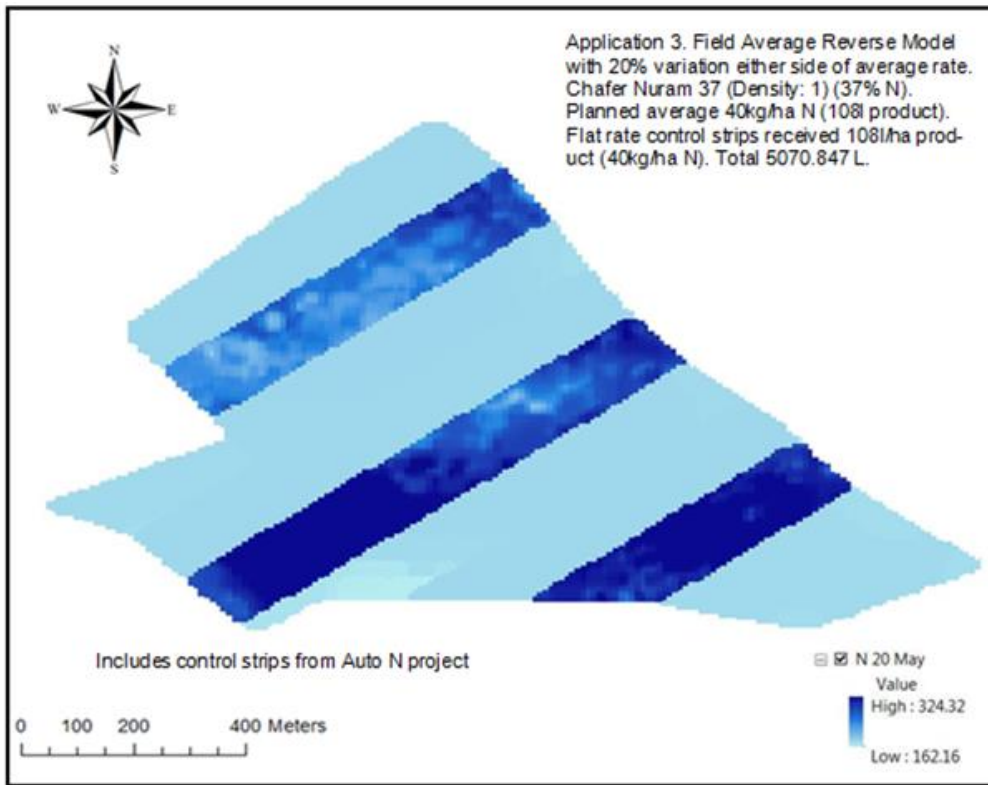 N
W E
S
Application 3. Field Average Reverse Model
with 20% variation either side of average rate.
Chafer Nuram 37 (Density: 1) (37% N).
Planned average 40kg/ha N (108l product).
Flat rate control strips received 108l/ha prod-
uct (40kg/ha N). Total 5070.847 L.
Includes control strips from Auto N project
0 100 200 400 Meters
N 20 May
Value
High : 324.32
Low : 162.16